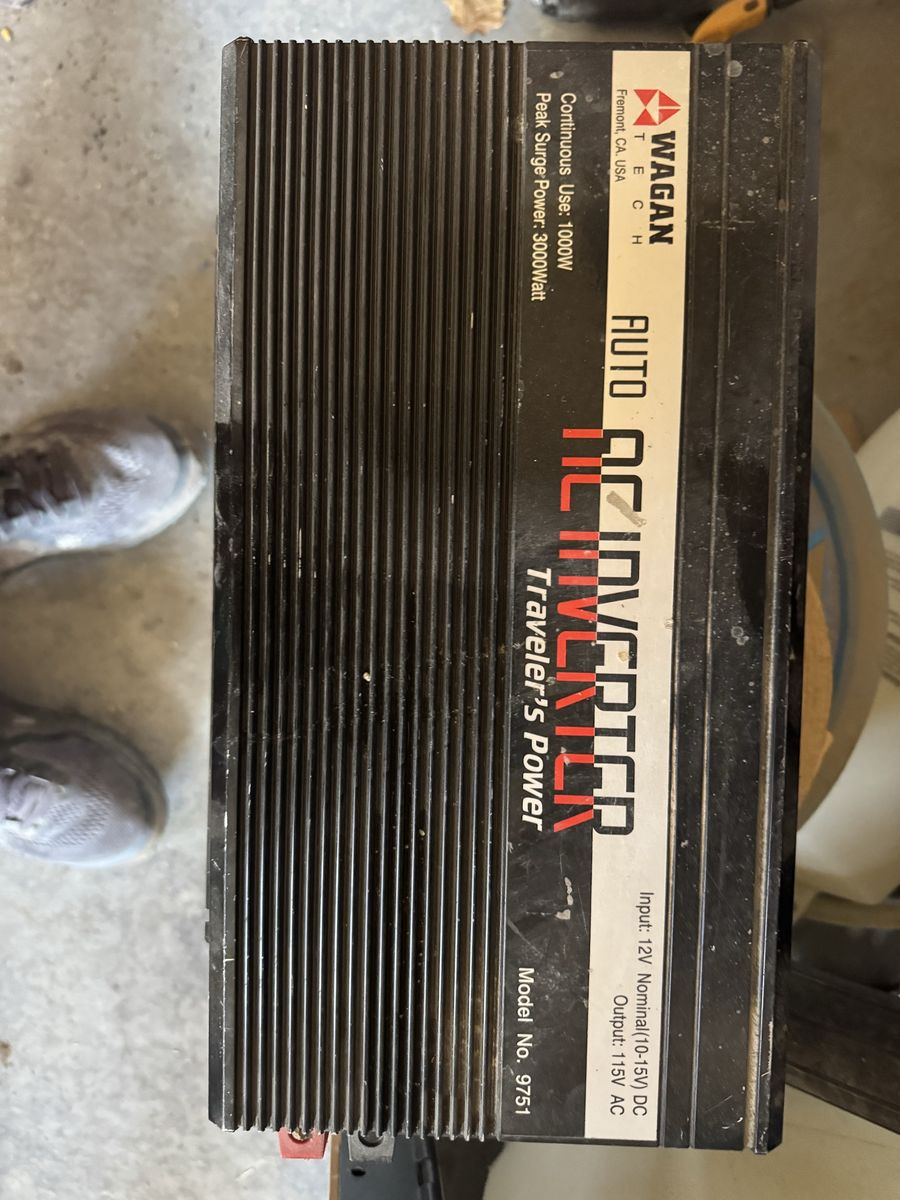 WAGAN
TECH
Fremont, CA. USA
Continuous Use: 1000W
Peak Surge Power: 3000Watt
AUTO AC INVERTER
Traveler's Power
Input: 12V Nominal(10-15V) DC
Output: 115V AC
Model No. 9751